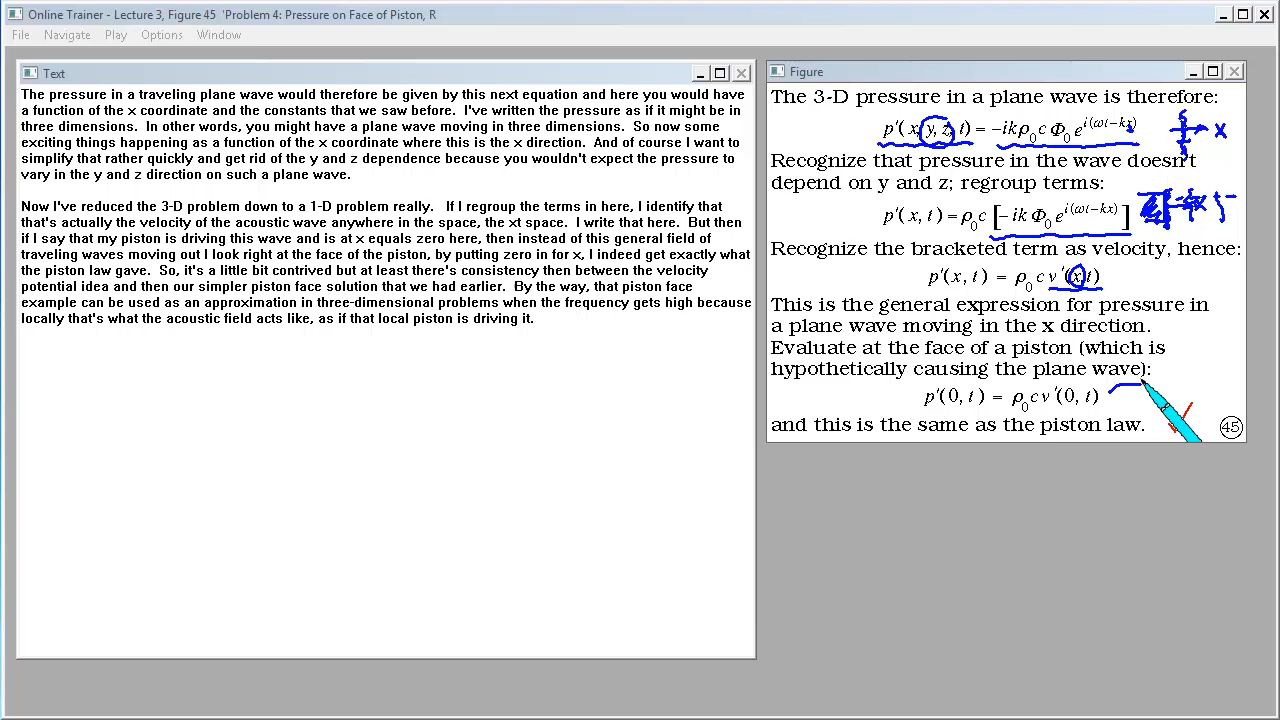 Online Trainer - Lecture 3, Figure 45  'Problem 4: Pressure on Face of Piston, R
File Navigate Play Options Window
Text
The pressure in a traveling plane wave would therefore be given by this next equation and here you would have
a function of the x coordinate and the constants that we saw before.  I've written the pressure as if it might be in
three dimensions.  In other words, you might have a plane wave moving in three dimensions.  So now some
exciting things happening as a function of the x coordinate where this is the x direction.  And of course I want to
simplify that rather quickly and get rid of the y and z dependence because you wouldn't expect the pressure to
vary in the y and z direction on such a plane wave.
Now I've reduced the 3-D problem down to a 1-D problem really.  If I regroup the terms in here, I identify that
that's actually the velocity of the acoustic wave anywhere in the space, the xt space.  I write that here.  But then
if I say that my piston is driving this wave and is at x equals zero here, then instead of this general field of
traveling waves moving out I look right at the face of the piston, by putting zero in for x, I indeed get exactly what
the piston law gave.  So, it's a little bit contrived but at least there's consistency then between the velocity
potential idea and then our simpler piston face solution that we had earlier.  By the way, that piston face
example can be used as an approximation in three-dimensional problems when the frequency gets high because
locally that's what the acoustic field acts like, as if that local piston is driving it.
Figure
The 3-D pressure in a plane wave is therefore:
p'( x, y, z, t) = -ikρ₀c Φ₀ e^{i(ωt-kx)} x
Recognize that pressure in the wave doesn't
depend on y and z; regroup terms:
p'( x, t) = ρ₀c [-ik Φ₀ e^{i(ωt-kx)}]
Recognize the bracketed term as velocity, hence:
p'(x, t) = ρ₀c v'(x, t)
This is the general expression for pressure in
a plane wave moving in the x direction.
Evaluate at the face of a piston (which is
hypothetically causing the plane wave):
p'(0, t) = ρ₀c v'(0, t)
and this is the same as the piston law. 45